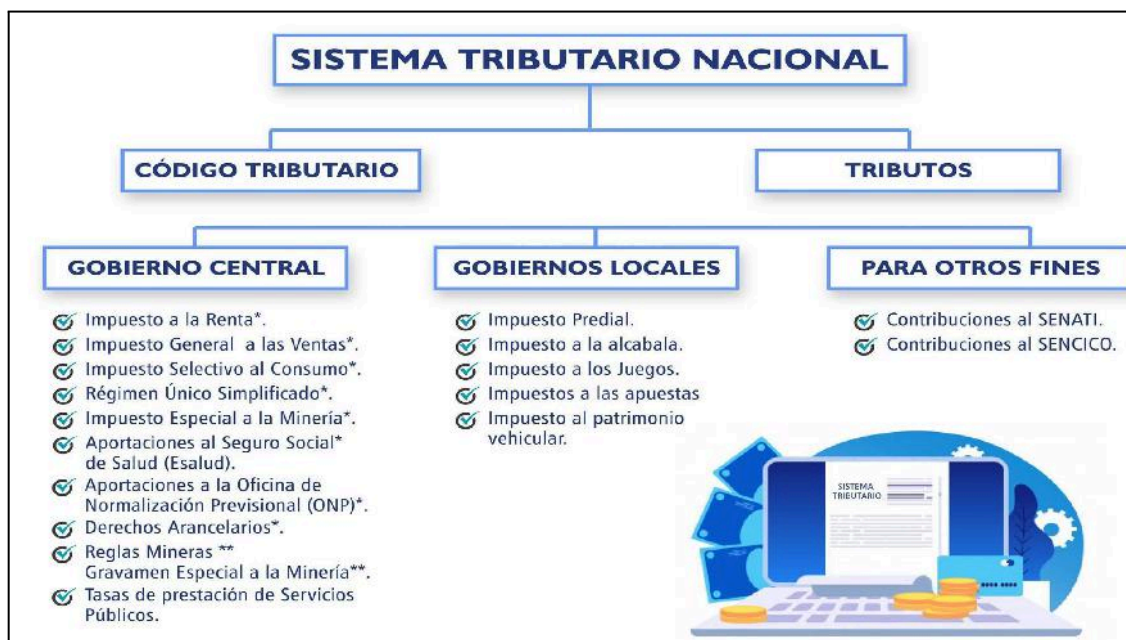 SISTEMA TRIBUTARIO NACIONAL
CÓDIGO TRIBUTARIO
TRIBUTOS
GOBIERNO CENTRAL
Impuesto a la Renta*.
Impuesto General a las Ventas*.
Impuesto Selectivo al Consumo*.
Régimen Único Simplificado*.
Impuesto Especial a la Minería*.
Aportaciones al Seguro Social*
de Salud (Esalud).
Aportaciones a la Oficina de
Normalización Previsional (ONP)*.
Derechos Arancelarios*.
Reglas Mineras **
Gravamen Especial a la Minería**.
Tasas de prestación de Servicios
Públicos.
GOBIERNOS LOCALES
Impuesto Predial.
Impuesto a la alcabala.
Impuesto a los Juegos.
Impuestos a las apuestas
Impuesto al patrimonio
vehicular.
PARA OTROS FINES
Contribuciones al SENATI.
Contribuciones al SENCICO.
SISTEMA
TRIBUTARIO